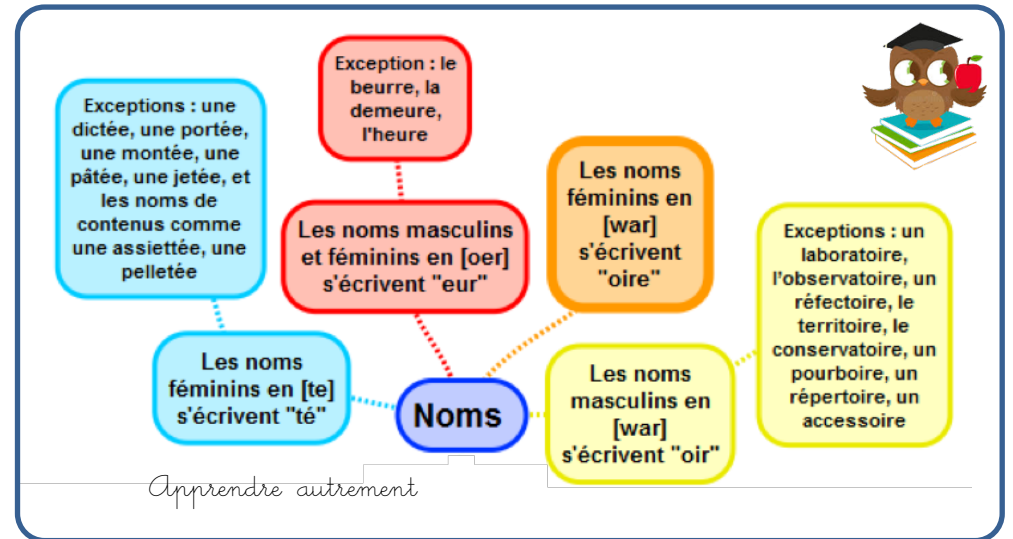 Exception : le
beurre, la
demeure,
l'heure
Exceptions : une
dictée, une portée,
une montée, une
pâtée, une jetée, et
les noms de
contenus comme
une assiettée, une
pelletée
Les noms masculins
et féminins en [oer]
s'écrivent "eur"
Les noms
féminins en
[war]
s'écrivent
"oire"
Exceptions : un
laboratoire,
l'observatoire, un
réfectoire, le
territoire, le
conservatoire, un
pourboire, un
répertoire, un
accessoire
Les noms
féminins en [te]
s'écrivent "té"
Noms
Les noms
masculins en
[war]
s'écrivent "oir"
Apprendre autrement